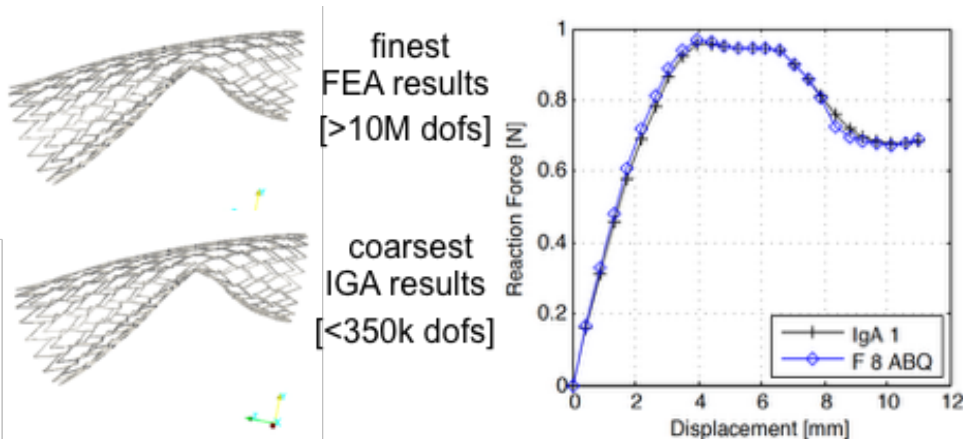 finest
FEA results
[>10M dofs]
coarsest
IGA results
[<350k dofs]
Reaction Force [N]
1
0.8
0.6
0.4
0.2
0
0 2 4 6 8 10 12
Displacement [mm]
IgA 1
F 8 ABQ